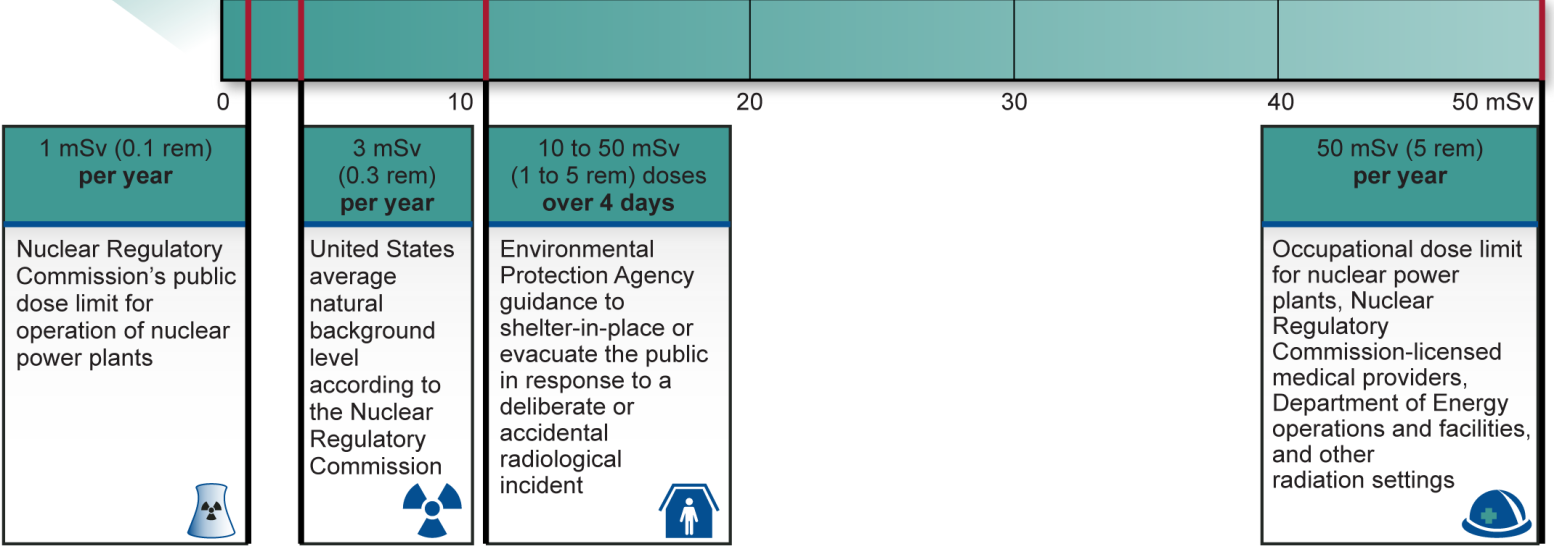 0
10
20
30
40
50 mSv
1 mSv (0.1 rem)
per year
Nuclear Regulatory
Commission’s public
dose limit for
operation of nuclear
power plants
3 mSv
(0.3 rem)
per year
United States
average
natural
background
level
according to
the Nuclear
Regulatory
Commission
10 to 50 mSv
(1 to 5 rem) doses
over 4 days
Environmental
Protection Agency
guidance to
shelter-in-place or
evacuate the public
in response to a
deliberate or
accidental
radiological
incident
50 mSv (5 rem)
per year
Occupational dose limit
for nuclear power
plants, Nuclear
Regulatory
Commission-licensed
medical providers,
Department of Energy
operations and facilities,
and other
radiation settings